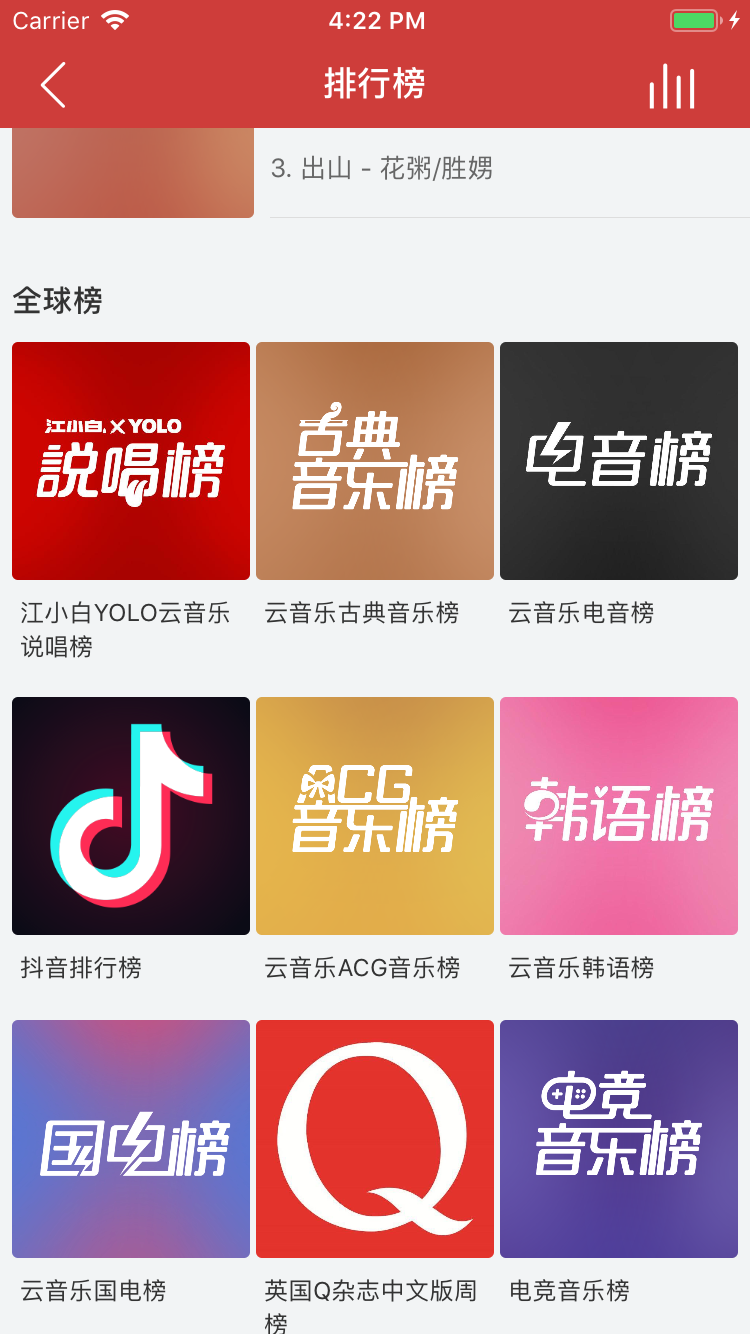 Carrier 4:22 PM
排行榜
3. 出山 - 花粥/胜娚
全球榜
江小白 × YOLO
説唱榜
古典
音乐榜
电音榜
江小白YOLO云音乐
说唱榜
云音乐古典音乐榜
云音乐电音榜
ACG
音乐榜
韩语榜
抖音排行榜
云音乐ACG音乐榜
云音乐韩语榜
国电榜
Q
电竞
音乐榜
云音乐国电榜
英国Q杂志中文版周
榜
电竞音乐榜